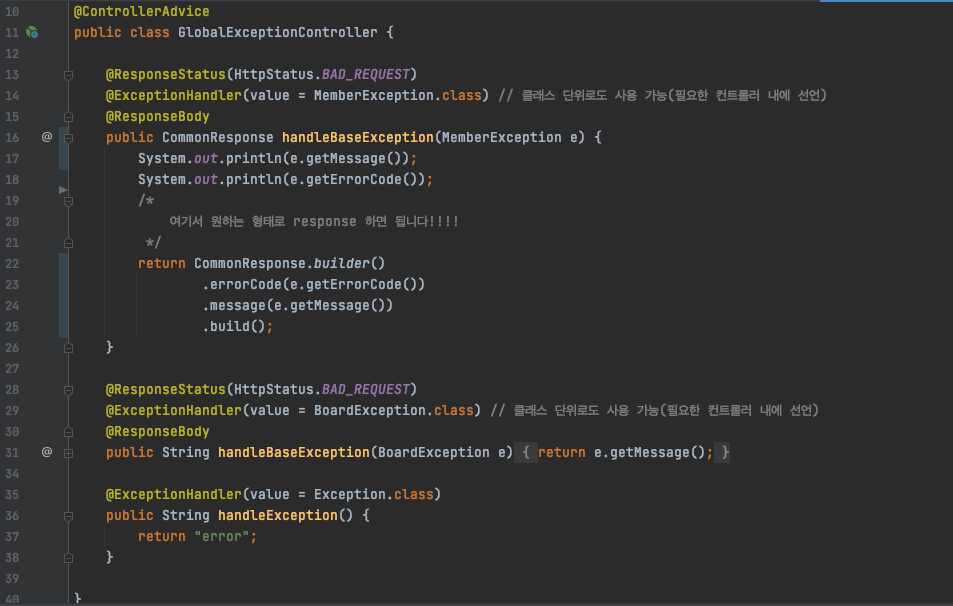 10 @ControllerAdvice
11 public class GlobalExceptionController {
12
13 @ResponseStatus(HttpStatus.BAD_REQUEST)
14 @ExceptionHandler(value = MemberException.class) // 클래스 단위로도 사용 가능(필요한 컨트롤러 내에 선언)
15 @ResponseBody
16 @ public CommonResponse handleBaseException(MemberException e) {
17 System.out.println(e.getMessage());
18 System.out.println(e.getErrorCode());
19 /*
20 여기서 원하는 형태로 response 하면 됩니다!!!!
21 */
22 return CommonResponse.builder()
23 .errorCode(e.getErrorCode())
24 .message(e.getMessage())
25 .build();
26 }
27
28 @ResponseStatus(HttpStatus.BAD_REQUEST)
29 @ExceptionHandler(value = BoardException.class) // 클래스 단위로도 사용 가능(필요한 컨트롤러 내에 선언)
30 @ResponseBody
31 @ public String handleBaseException(BoardException e) { return e.getMessage(); }
34
35 @ExceptionHandler(value = Exception.class)
36 public String handleException() {
37 return "error";
38 }
39
40 }